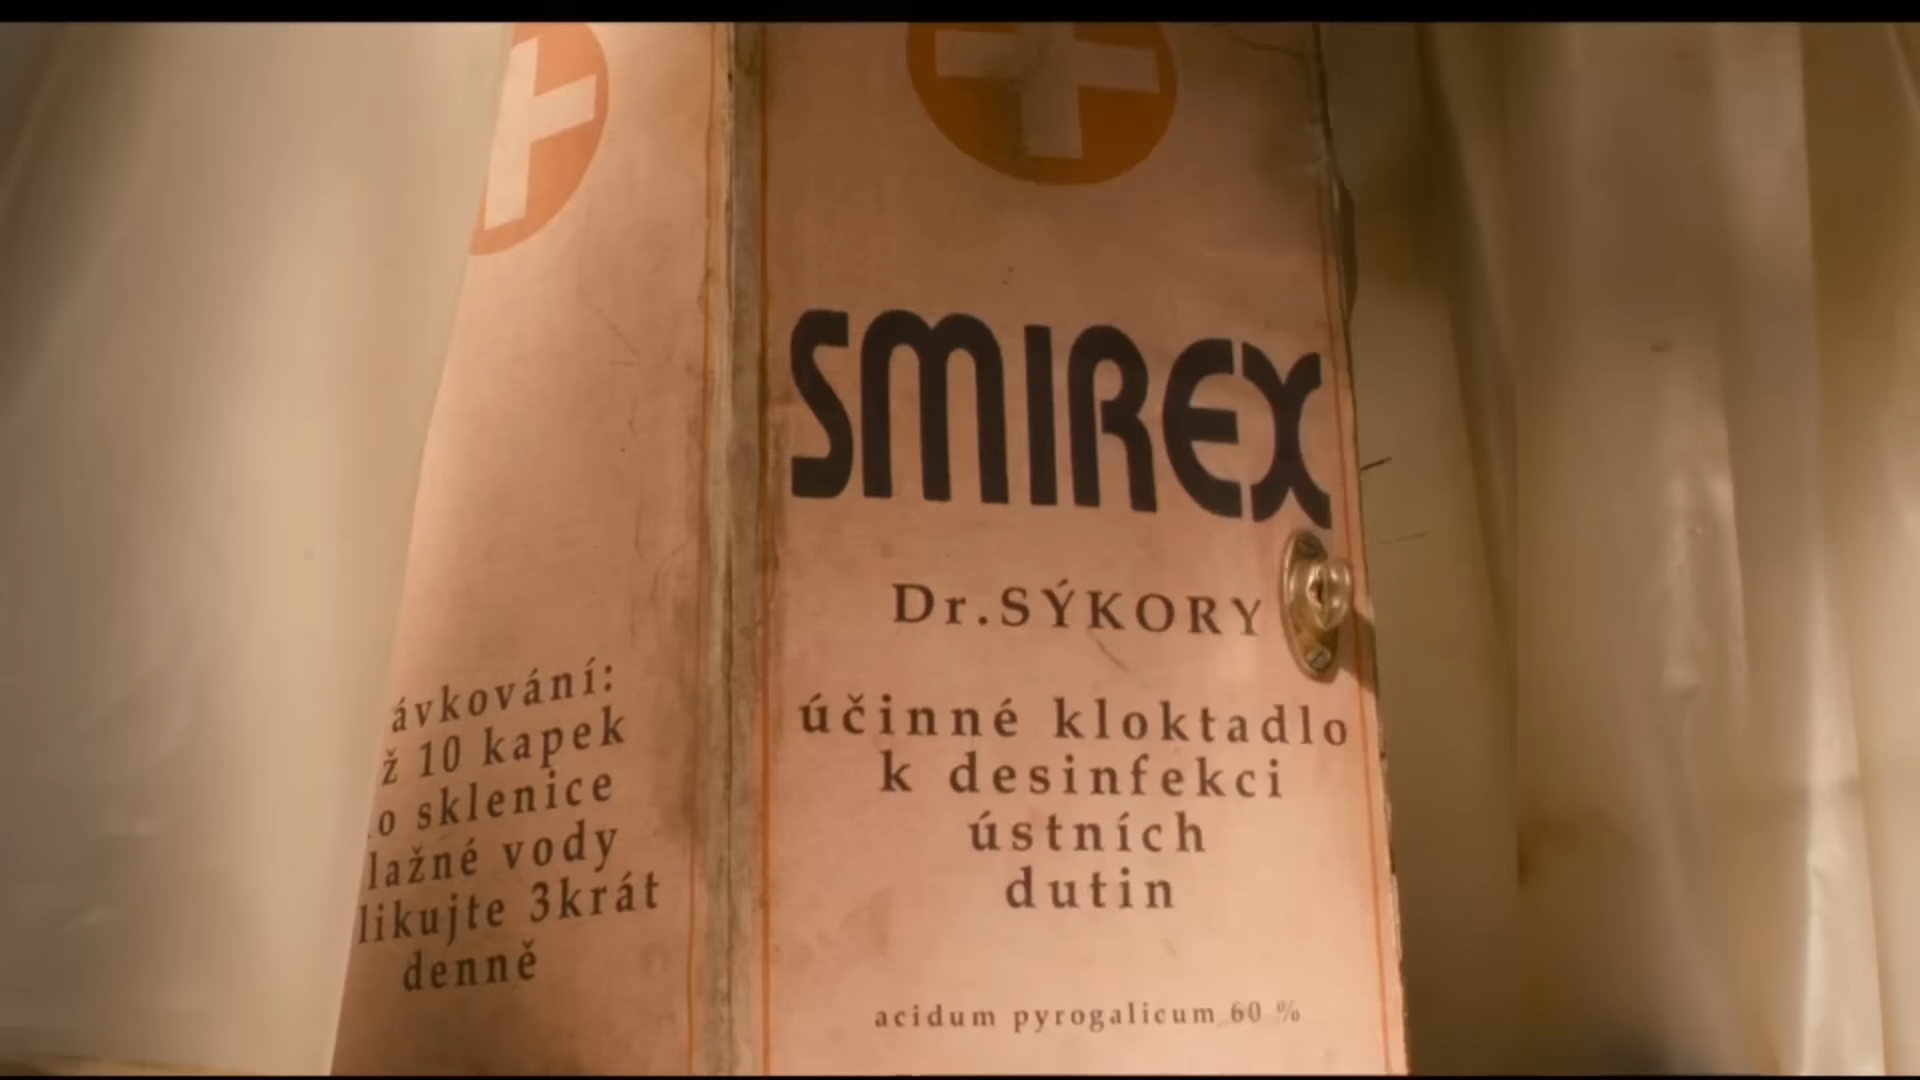 SMIREX
Dr.SÝKORY
účinné kloktadlo
k desinfekci
ústních
dutin
acidum pyrogalicum 60 %
ávkování:
ž 10 kapek
o sklenice
lažné vody
likujte 3krát
denně